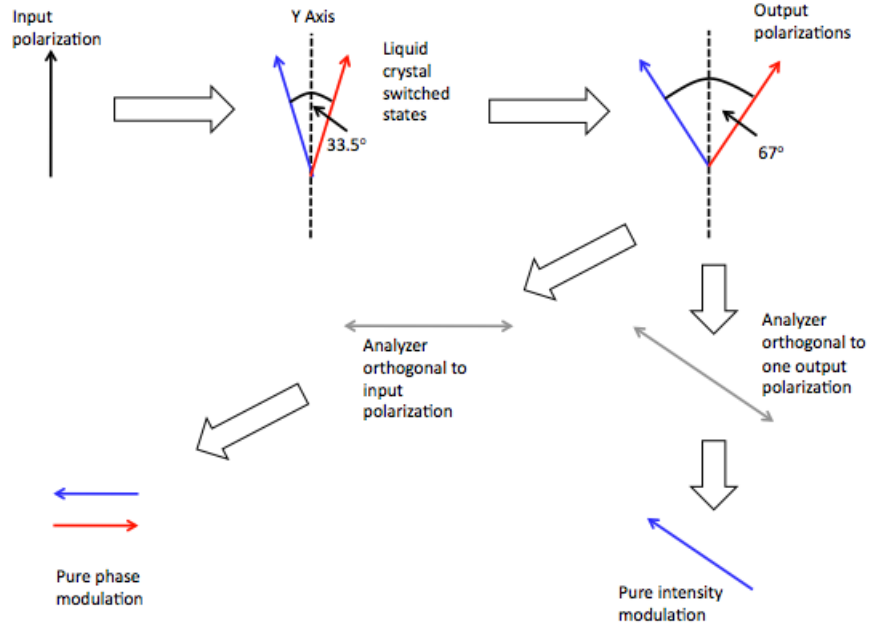 Input
polarization
Y Axis
Liquid
crystal
switched
states
33.5°
Output
polarizations
67°
Analyzer
orthogonal to
input
polarization
Analyzer
orthogonal to
one output
polarization
Pure phase
modulation
Pure intensity
modulation